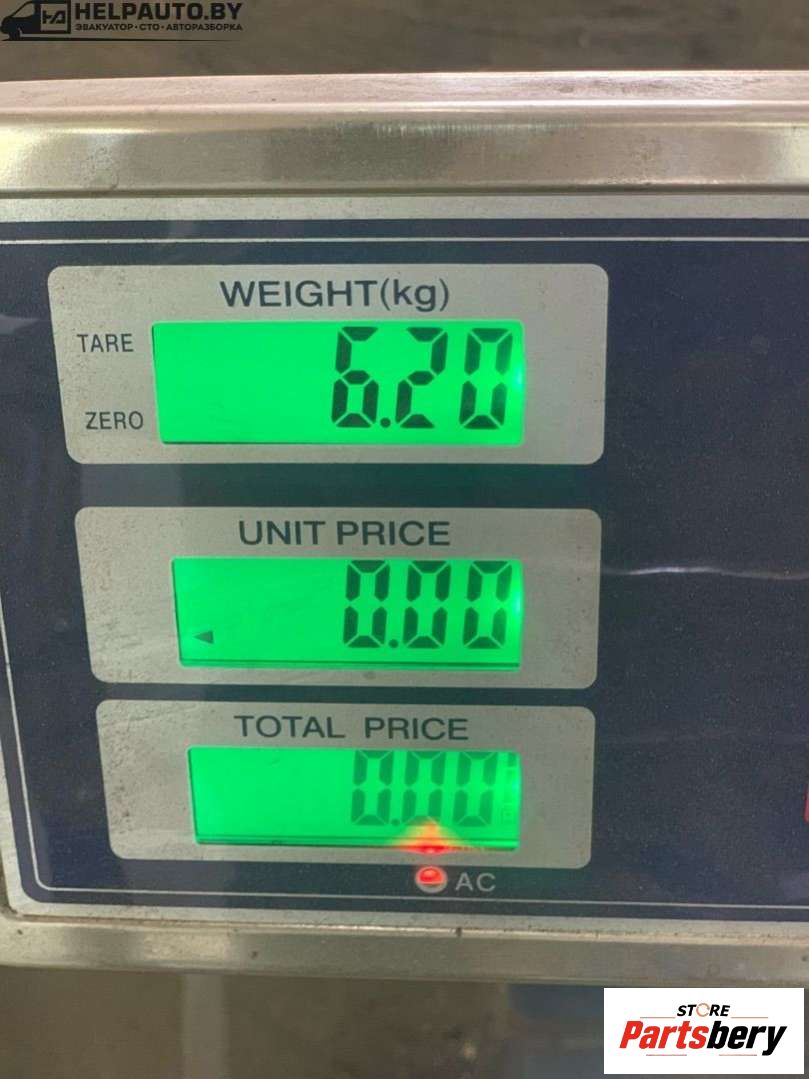 HELPAUTO.BY
ЭВАКУАТОР • СТО • АВТОРАЗБОРКА
WEIGHT(kg)
TARE
6.20
ZERO
UNIT PRICE
0.00
TOTAL PRICE
0.00
AC
STORE
Partsbery